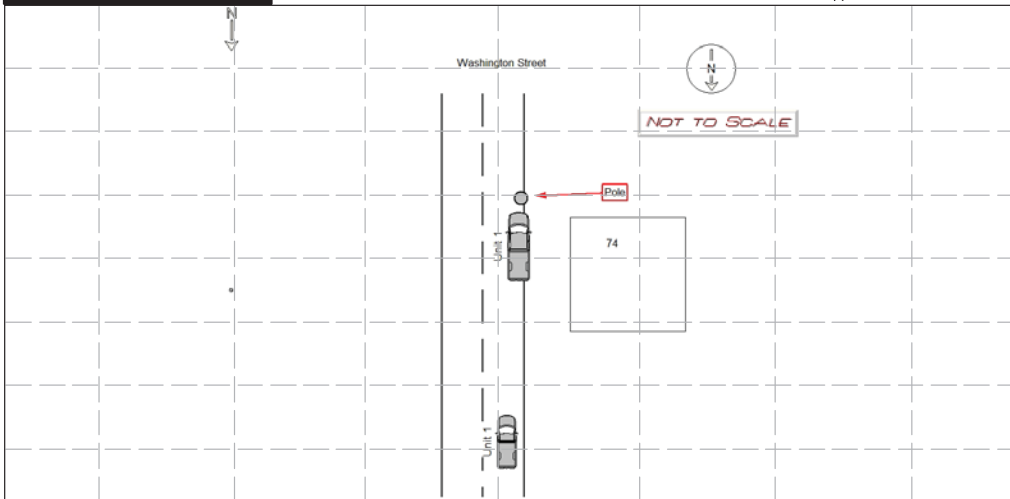 N
Washington Street
N
NOT TO SCALE
Pole
Unit 1
74
Unit 1